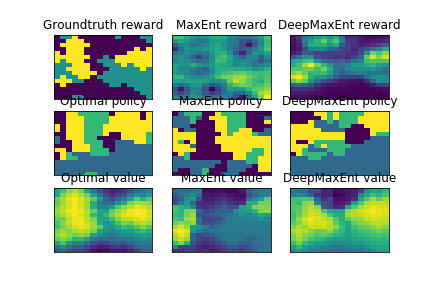 Groundtruth reward
MaxEnt reward
DeepMaxEnt reward
Optimal policy
MaxEnt policy
DeepMaxEnt policy
Optimal value
MaxEnt value
DeepMaxEnt value